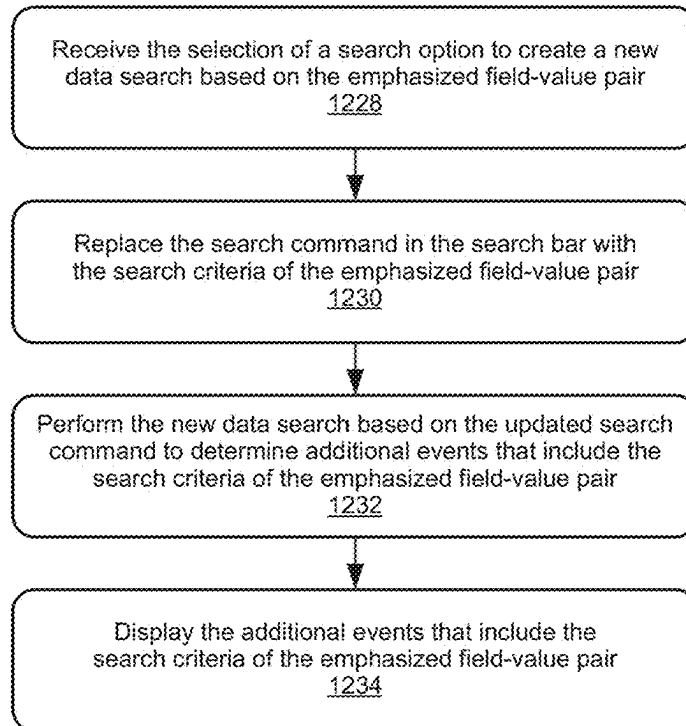 Receive the selection of a search option to create a new
data search based on the emphasized field-value pair
1228
Replace the search command in the search bar with
the search criteria of the emphasized field-value pair
1230
Perform the new data search based on the updated search
command to determine additional events that include the
search criteria of the emphasized field-value pair
1232
Display the additional events that include the
search criteria of the emphasized field-value pair
1234